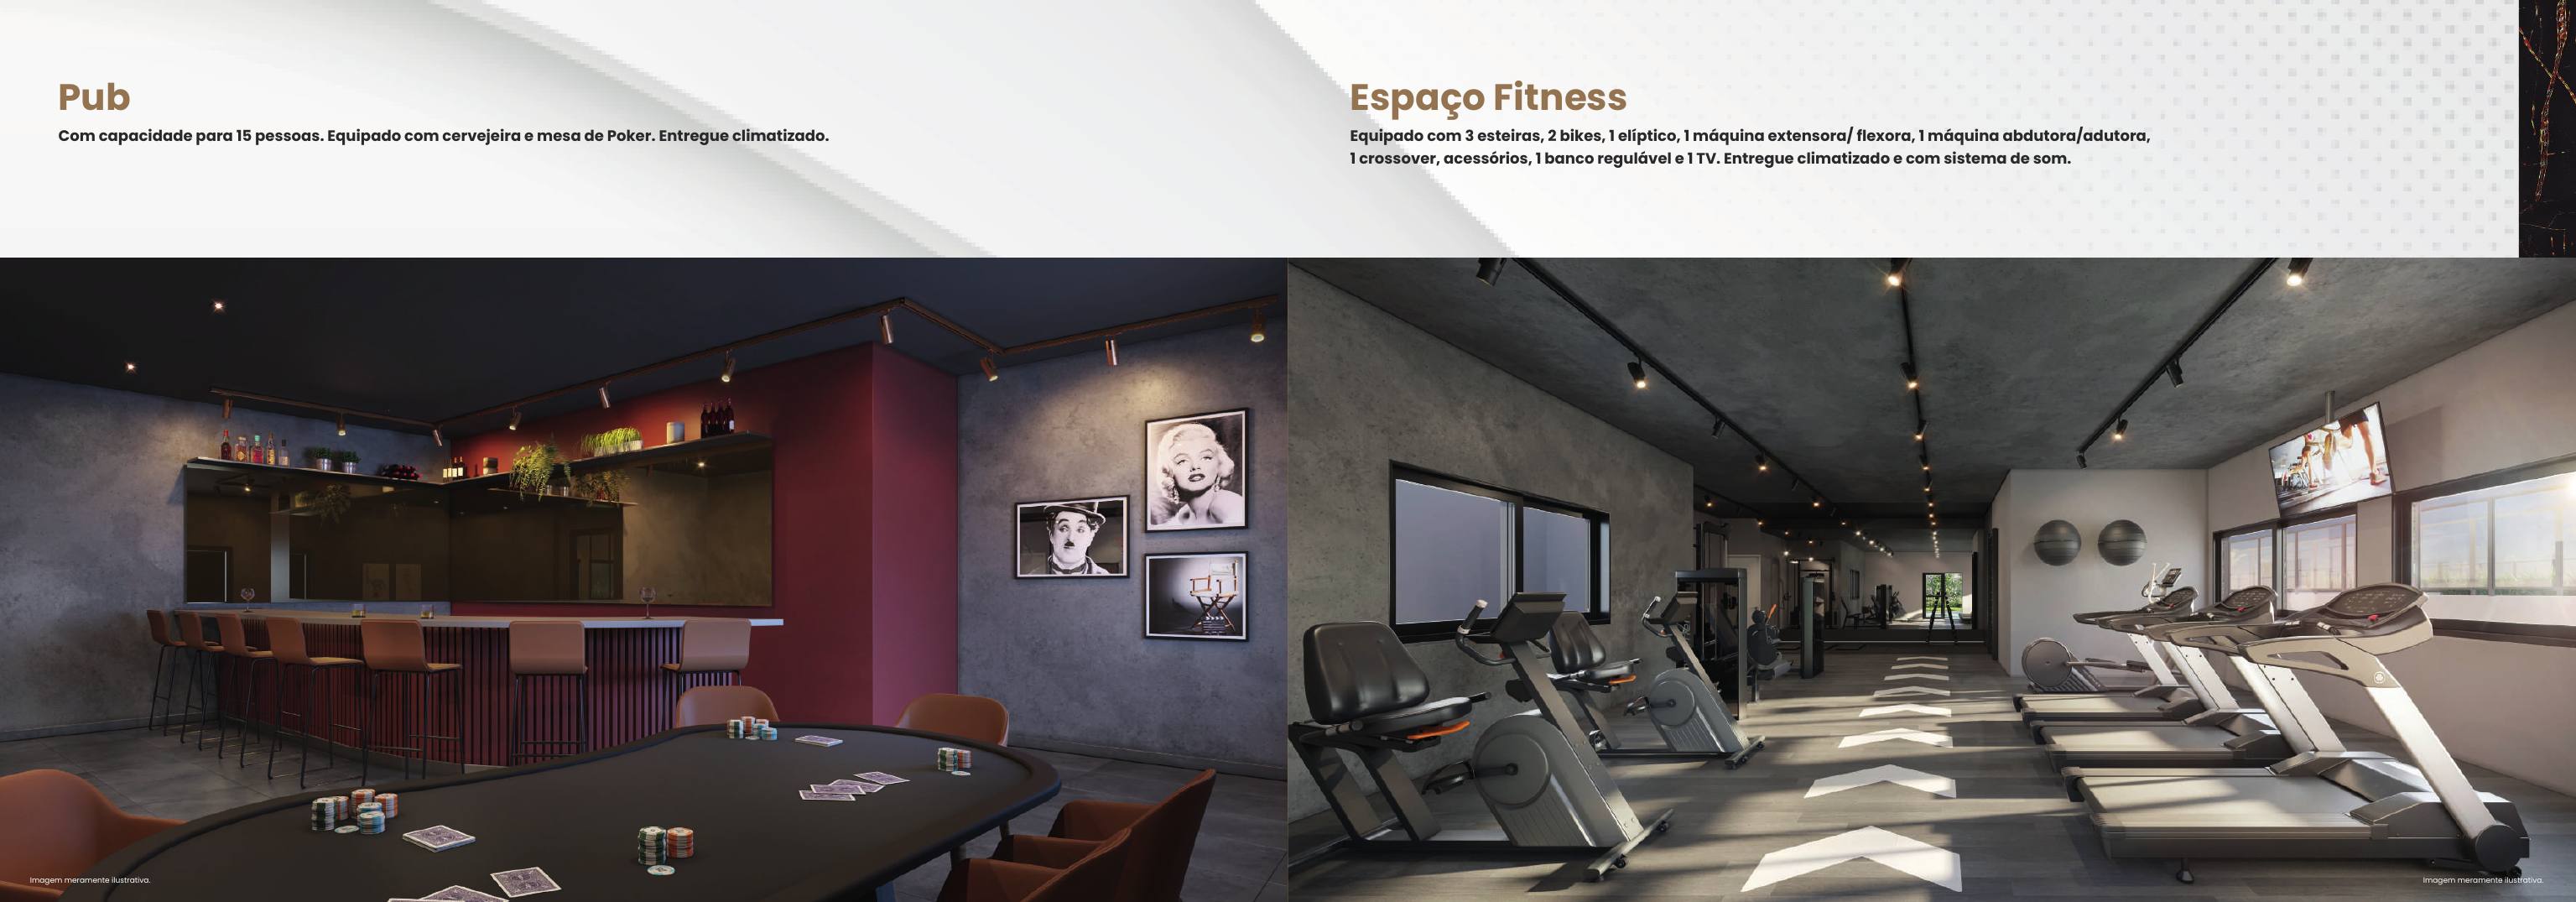 Pub
Com capacidade para 15 pessoas. Equipado com cervejeira e mesa de Poker. Entregue climatizado.
Espaço Fitness
Equipado com 3 esteiras, 2 bikes, 1 elíptico, 1 máquina extensora/ flexora, 1 máquina abdutora/adutora,
1 crossover, acessórios, 1 banco regulável e 1 TV. Entregue climatizado e com sistema de som.
Imagem meramente ilustrativa.
Imagem meramente ilustrativa.